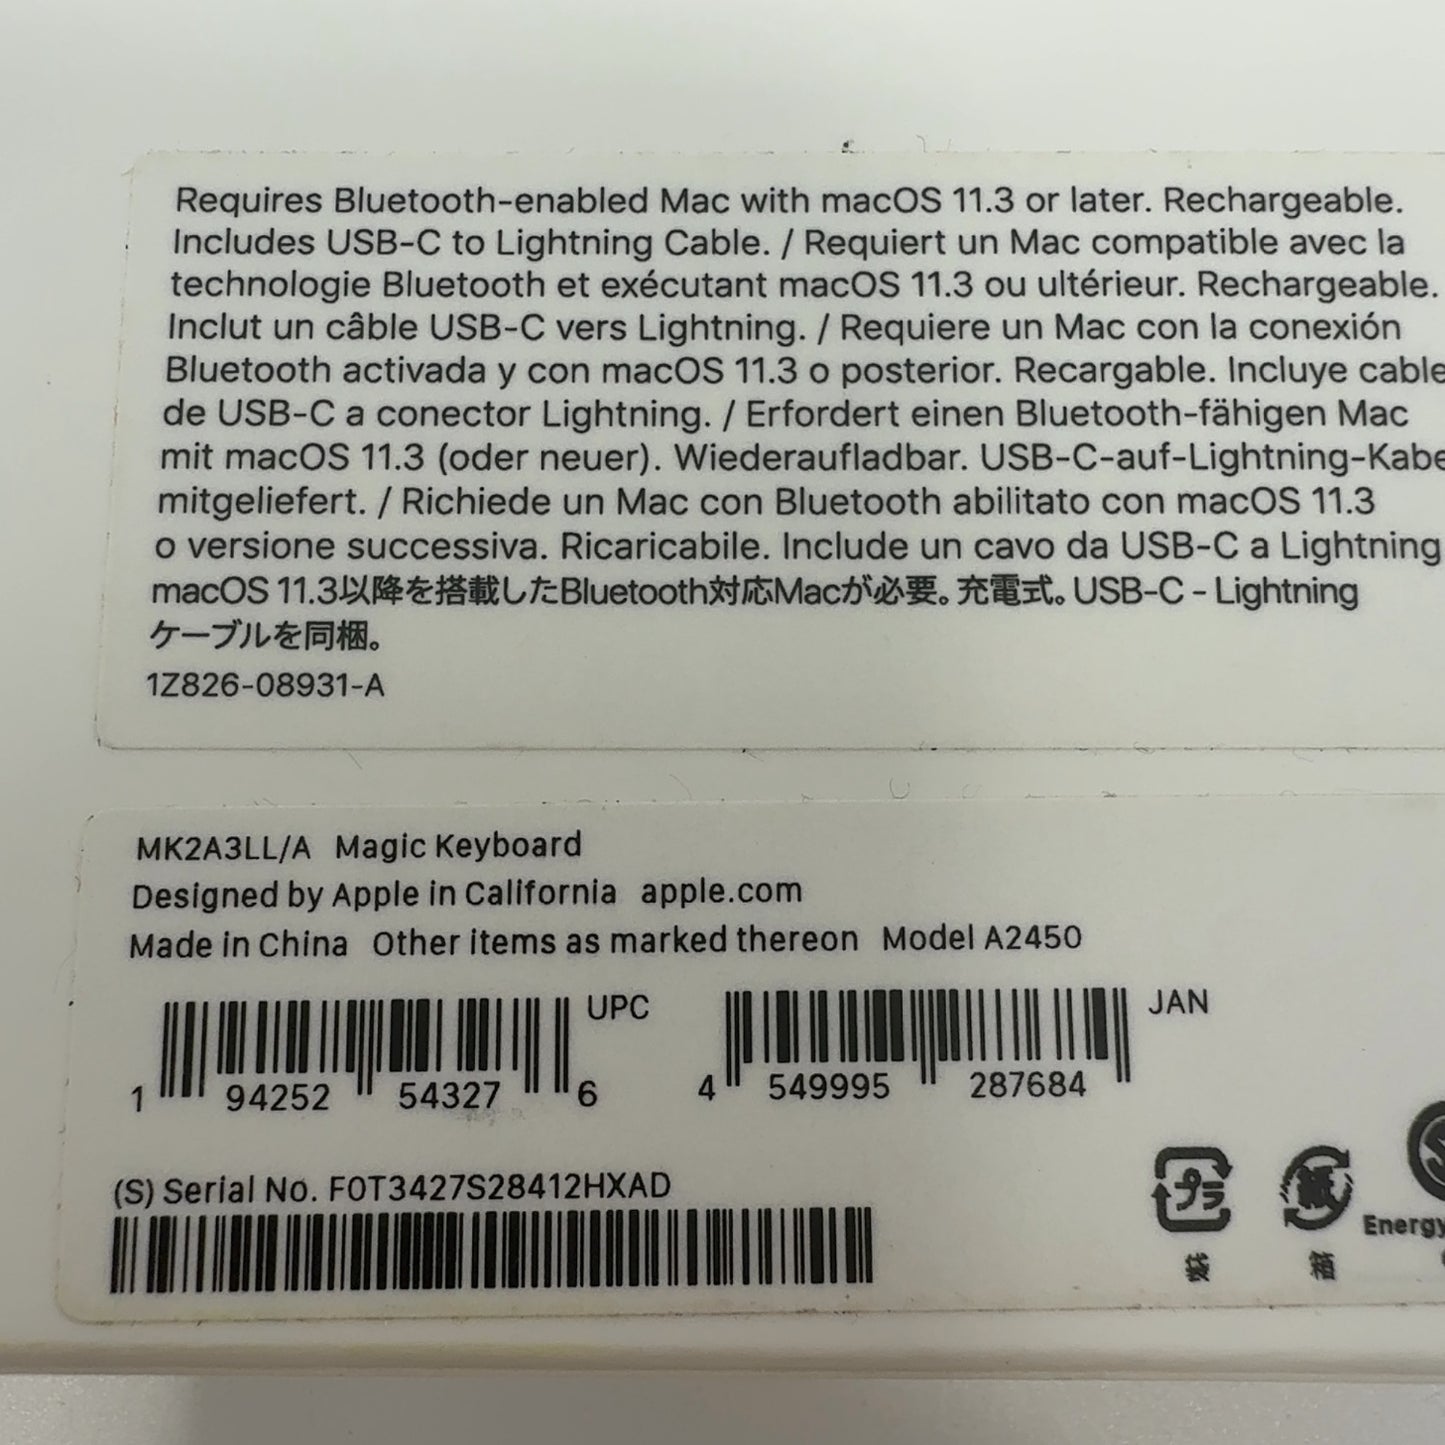 Requires Bluetooth-enabled Mac with macOS 11.3 or later. Rechargeable.
Includes USB-C to Lightning Cable. / Requiert un Mac compatible avec la
technologie Bluetooth et exécutant macOS 11.3 ou ultérieur. Rechargeable.
Inclut un câble USB-C vers Lightning. / Requiere un Mac con la conexión
Bluetooth activada y con macOS 11.3 o posterior. Recargable. Incluye cable
de USB-C a conector Lightning. / Erfordert einen Bluetooth-fähigen Mac
mit macOS 11.3 (oder neuer). Wiederaufladbar. USB-C-auf-Lightning-Kabe
mitgeliefert. / Richiede un Mac con Bluetooth abilitato con macOS 11.3
o versione successiva. Ricaricabile. Include un cavo da USB-C a Lightning
macOS 11.3以降を搭載したBluetooth対応Macが必要。充電式。USB-C - Lightning
ケーブルを同梱。
1Z826-08931-A
MK2A3LL/A Magic Keyboard
Designed by Apple in California apple.com
Made in China Other items as marked thereon Model A2450
UPC
1 94252 54327 6
JAN
4 549995 287684
(S) Serial No. F0T3427S28412HXAD
プラ
紙
Energy
袋
箱